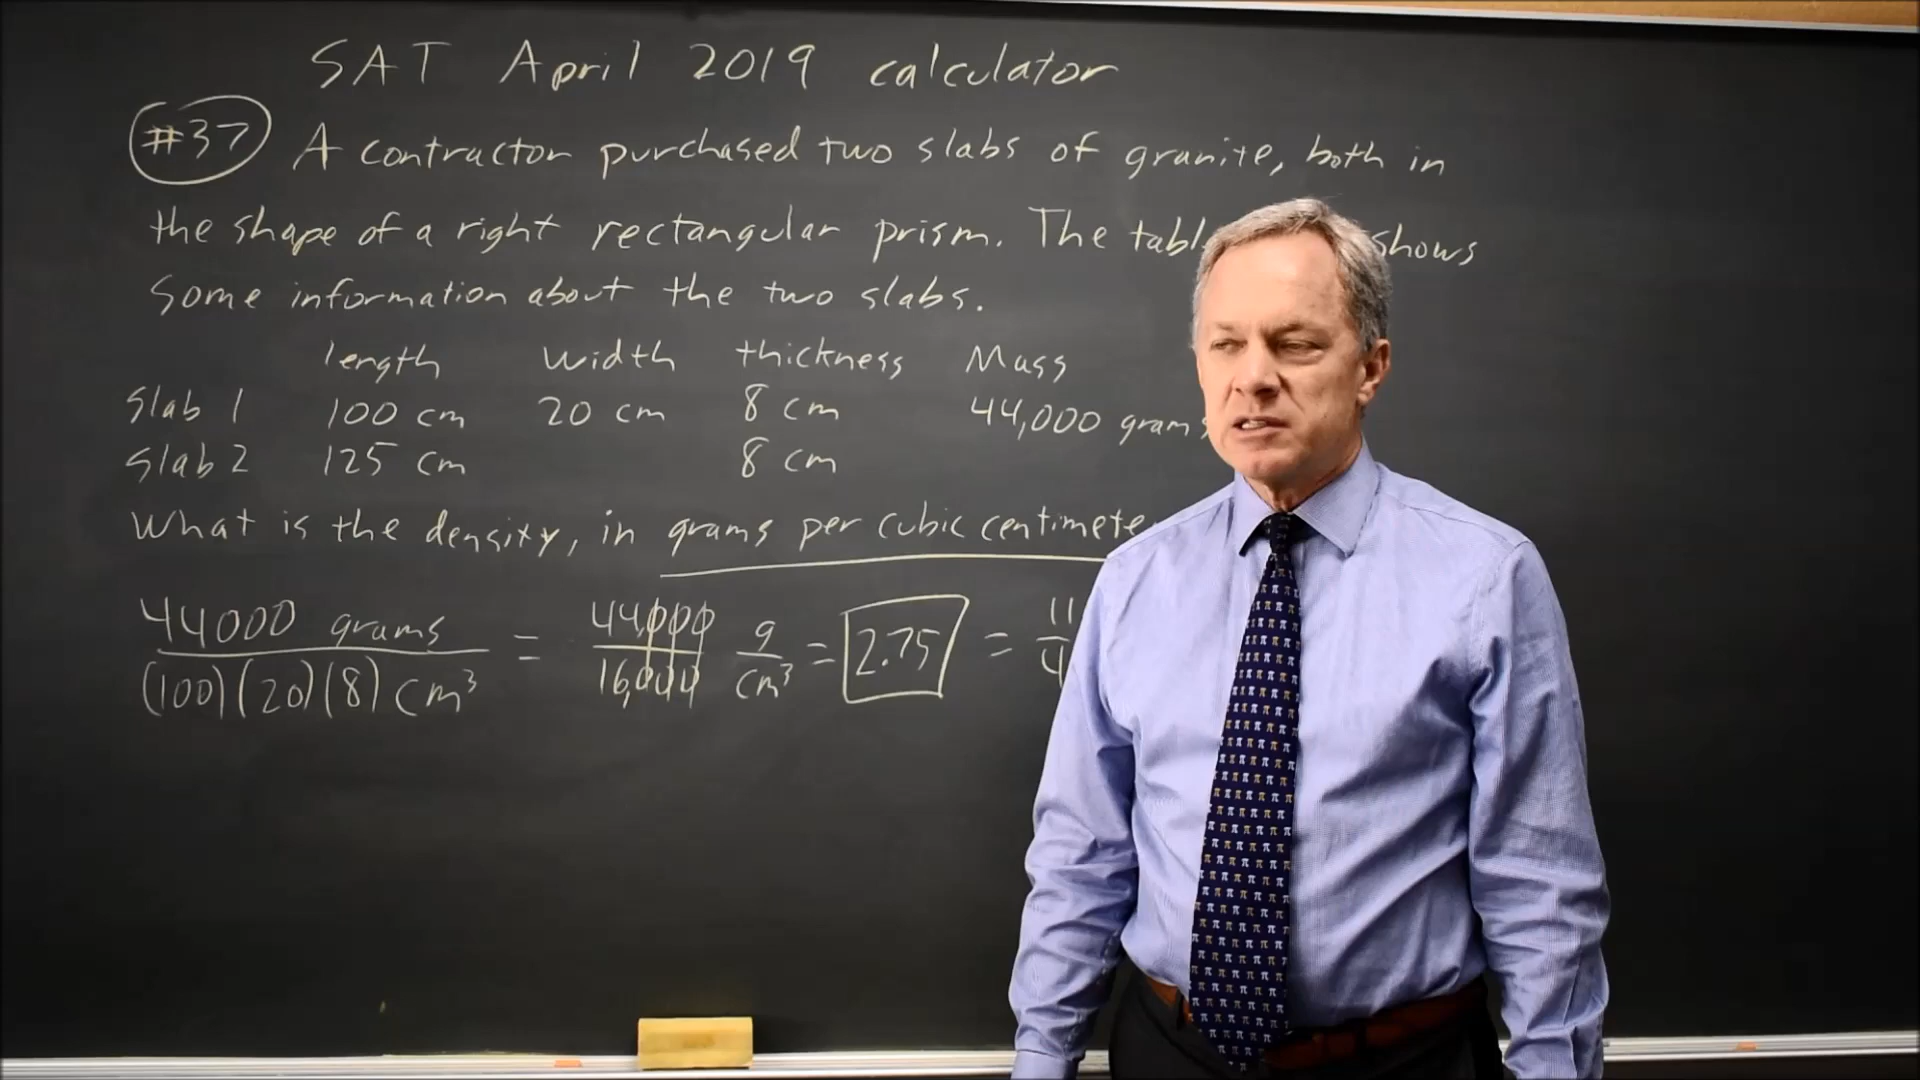 SAT April 2019 calculator
#37 A contractor purchased two slabs of granite, both in
the shape of a right rectangular prism. The shows
some information about the two slabs.
length width thickness Mass
Slab 1 100 cm 20 cm 8 cm 44,000 grams
Slab 2 125 cm 8 cm
What is the density, in grams per cubic
44000 grams / (100)(20)(8) cm³ = 44,000 / 16,000 g / cm³ = 2.75 = 11 / 4